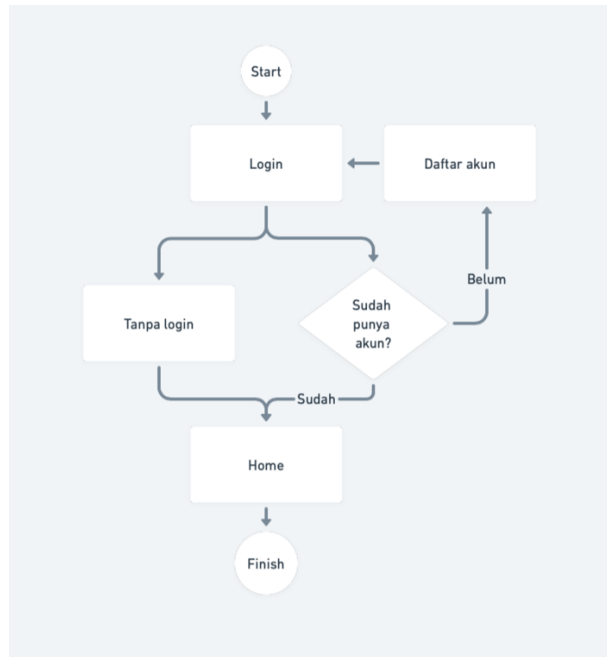 Start
Login
Daftar akun
Belum
Tanpa login
Sudah
punya
akun?
Sudah
Home
Finish